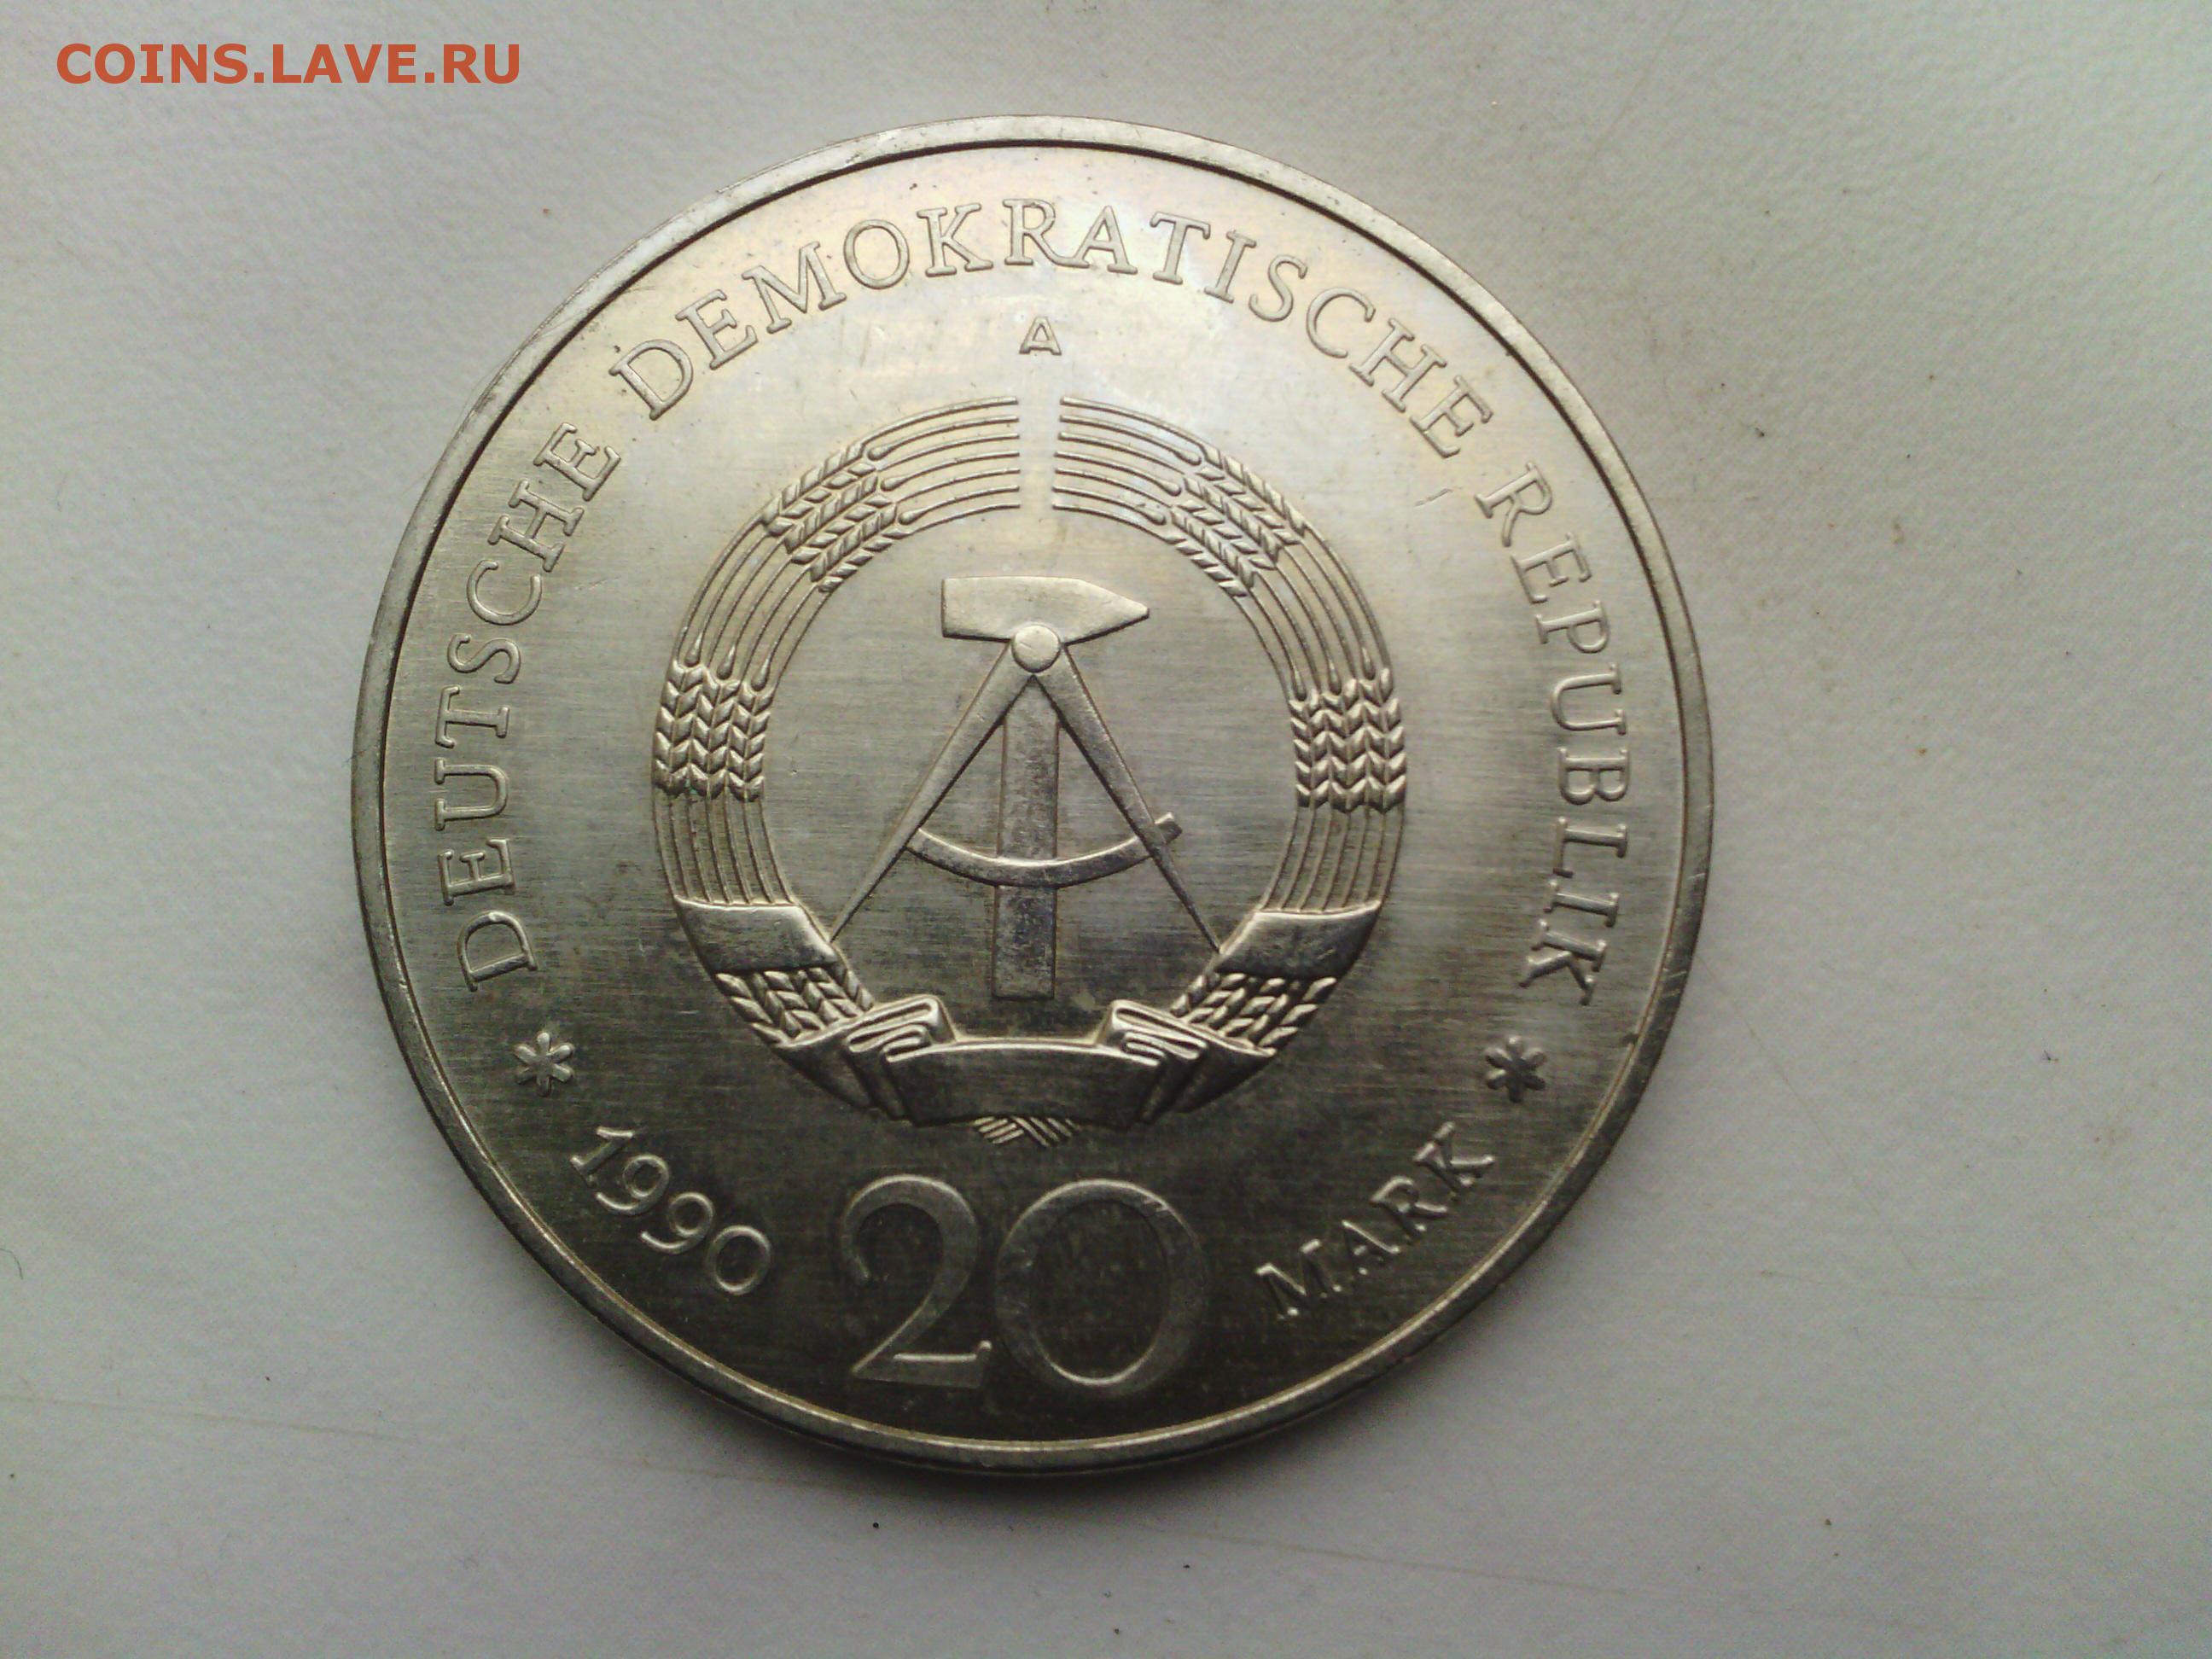 COINS.LAVE.RU
DEUTSCHE DEMOKRATISCHE REPUBLIK
A
* 1990 20 MARK *